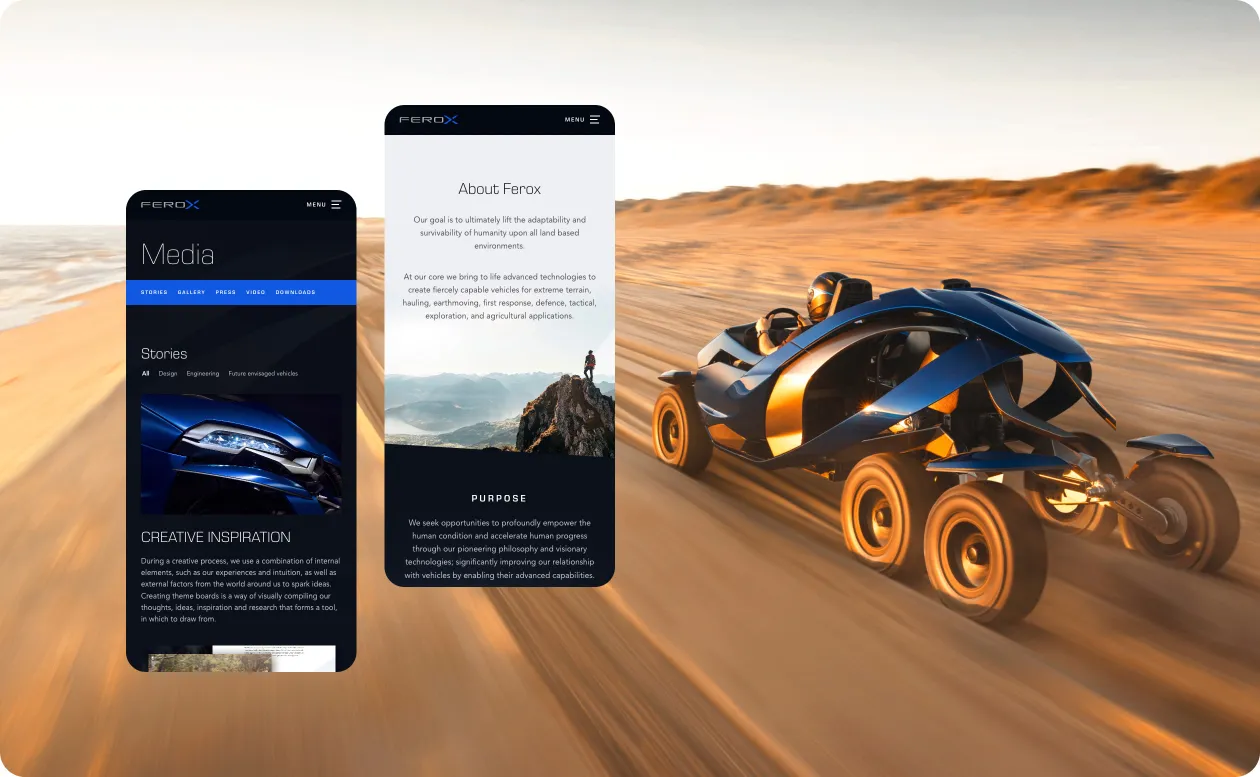 FEROX
MENU
Media
STORIES GALLERY PRESS VIDEO DOWNLOADS
Stories
All Design Engineering Future envisaged vehicles
CREATIVE INSPIRATION
During a creative process, we use a combination of internal
elements, such as our experiences and intuition, as well as
external factors from the world around us to spark ideas.
Creating theme boards is a way of visually compiling our
thoughts, ideas, inspiration and research that forms a tool,
in which to draw from.
FEROX
MENU
About Ferox
Our goal is to ultimately lift the adaptability and
survivability of humanity upon all land based
environments.
At our core we bring to life advanced technologies to
create fiercely capable vehicles for extreme terrain,
hauling, earthmoving, first response, defence, tactical,
exploration, and agricultural applications.
PURPOSE
We seek opportunities to profoundly empower the
human condition and accelerate human progress
through our pioneering philosophy and visionary
technologies; significantly improving our relationship
with vehicles by enabling their advanced capabilities.